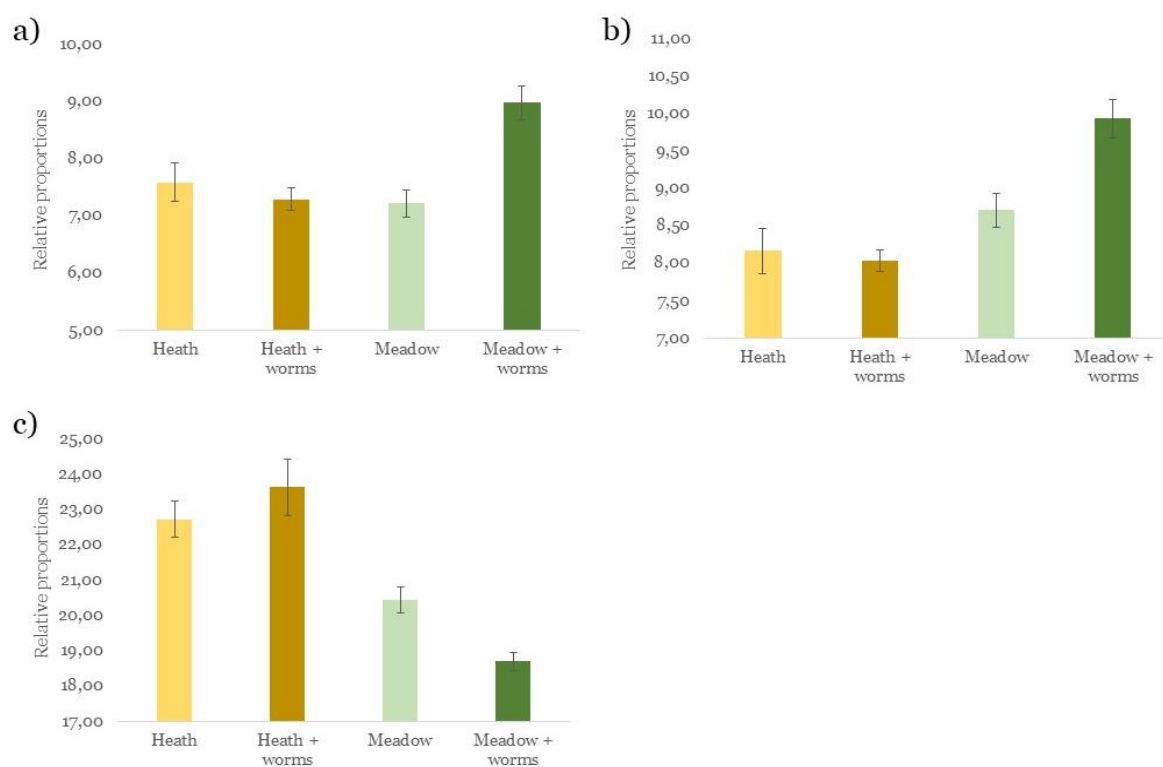 a)
10,00
9,00
8,00
7,00
6,00
5,00
Relative proportions
Heath
Heath +
worms
Meadow
Meadow +
worms
b)
11,00
10,50
10,00
9,50
9,00
8,50
8,00
7,50
7,00
Relative proportions
Heath
Heath +
worms
Meadow
Meadow +
worms
c)
25,00
24,00
23,00
22,00
21,00
20,00
19,00
18,00
17,00
Relative proportions
Heath
Heath +
worms
Meadow
Meadow +
worms